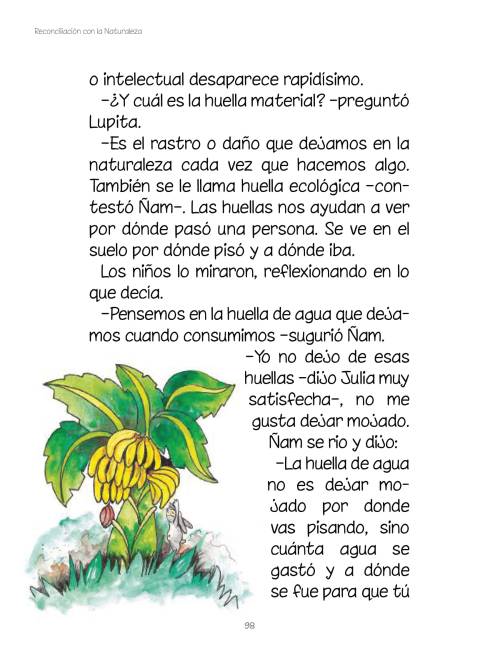 Reconciliación con la Naturaleza
o intelectual desaparece rapidísimo.
–¿Y cuál es la huella material? –preguntó
Lupita.
–Es el rastro o daño que dejamos en la
naturaleza cada vez que hacemos algo.
También se le llama huella ecológica –con-
testó Ñam–. Las huellas nos ayudan a ver
por dónde pasó una persona. Se ve en el
suelo por dónde pisó y a dónde iba.
Los niños lo miraron, reflexionando en lo
que decía.
–Pensemos en la huella de agua que deja-
mos cuando consumimos –sugurió Ñam.
–Yo no dejo de esas
huellas –dijo Julia muy
satisfecha–, no me
gusta dejar mojado.
Ñam se rio y dijo:
–La huella de agua
no es dejar mo-
jado por donde
vas pisando, sino
cuánta agua se
gastó y a dónde
se fue para que tú
98